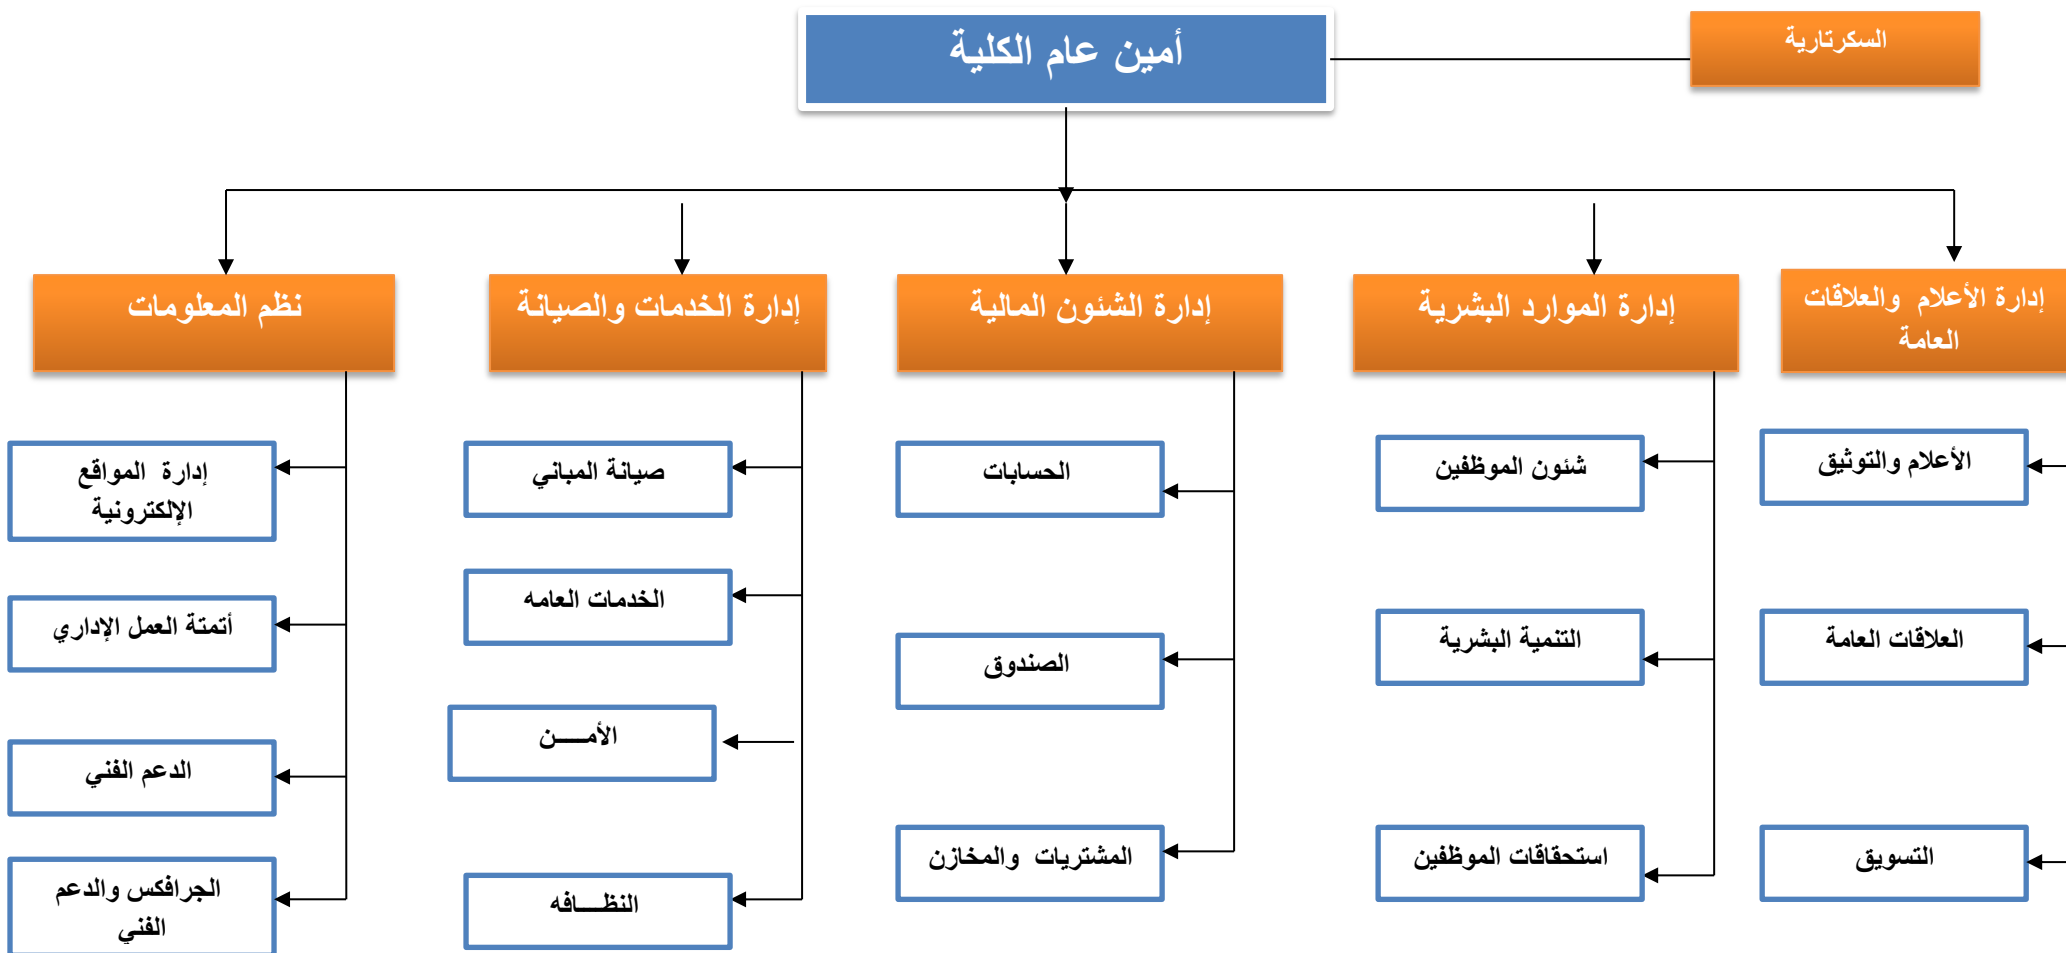 أمين عام الكلية
السكرتارية
إدارة الأعلام والعلاقات
العامة
إدارة الموارد البشرية
إدارة الشئون المالية
إدارة الخدمات والصيانة
نظم المعلومات
الأعلام والتوثيق
العلاقات العامة
التسويق
شئون الموظفين
التنمية البشرية
استحقاقات الموظفين
الحسابات
الصندوق
المشتريات والمخازن
صيانة المباني
الخدمات العامه
الأمـــن
النظـــافه
إدارة المواقع
الإلكترونية
أتمتة العمل الإداري
الدعم الفني
الجرافكس والدعم
الفني